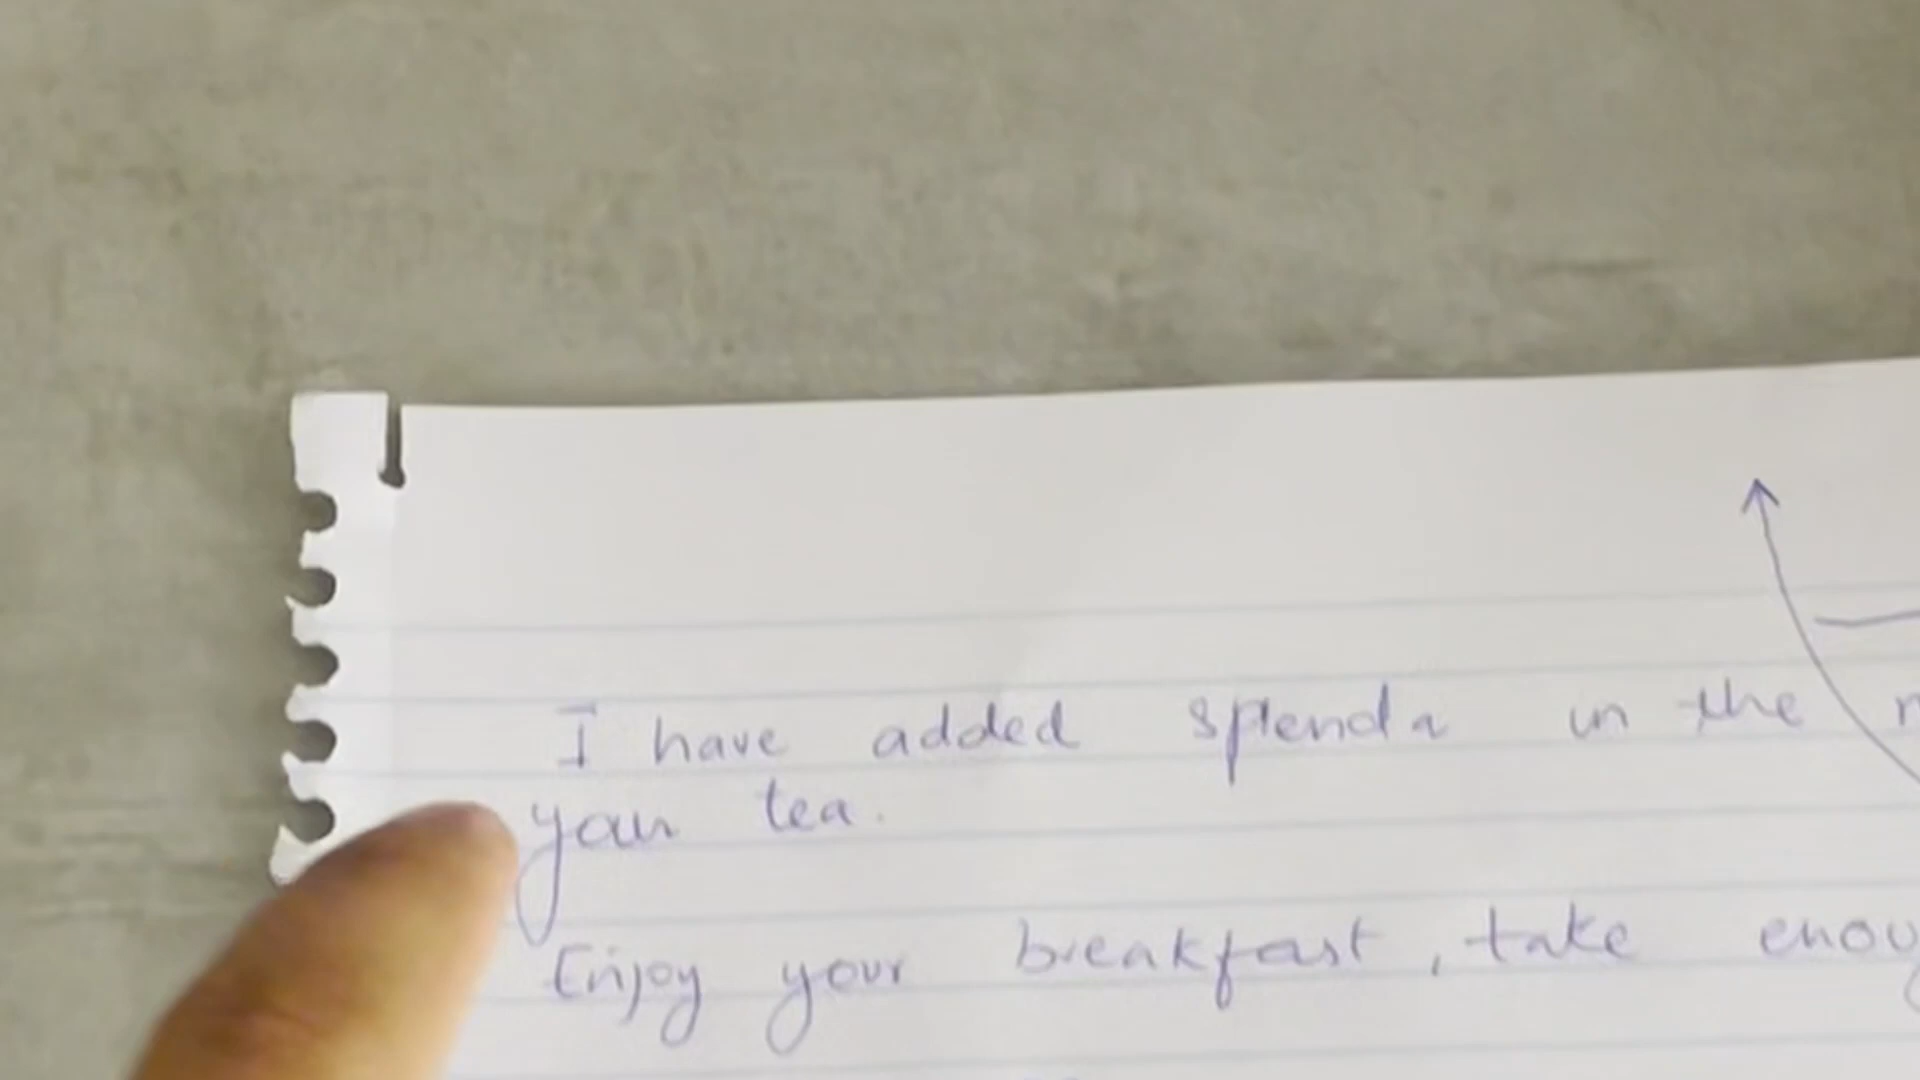 I have added splenda in the
your tea.
Enjoy your breakfast, take